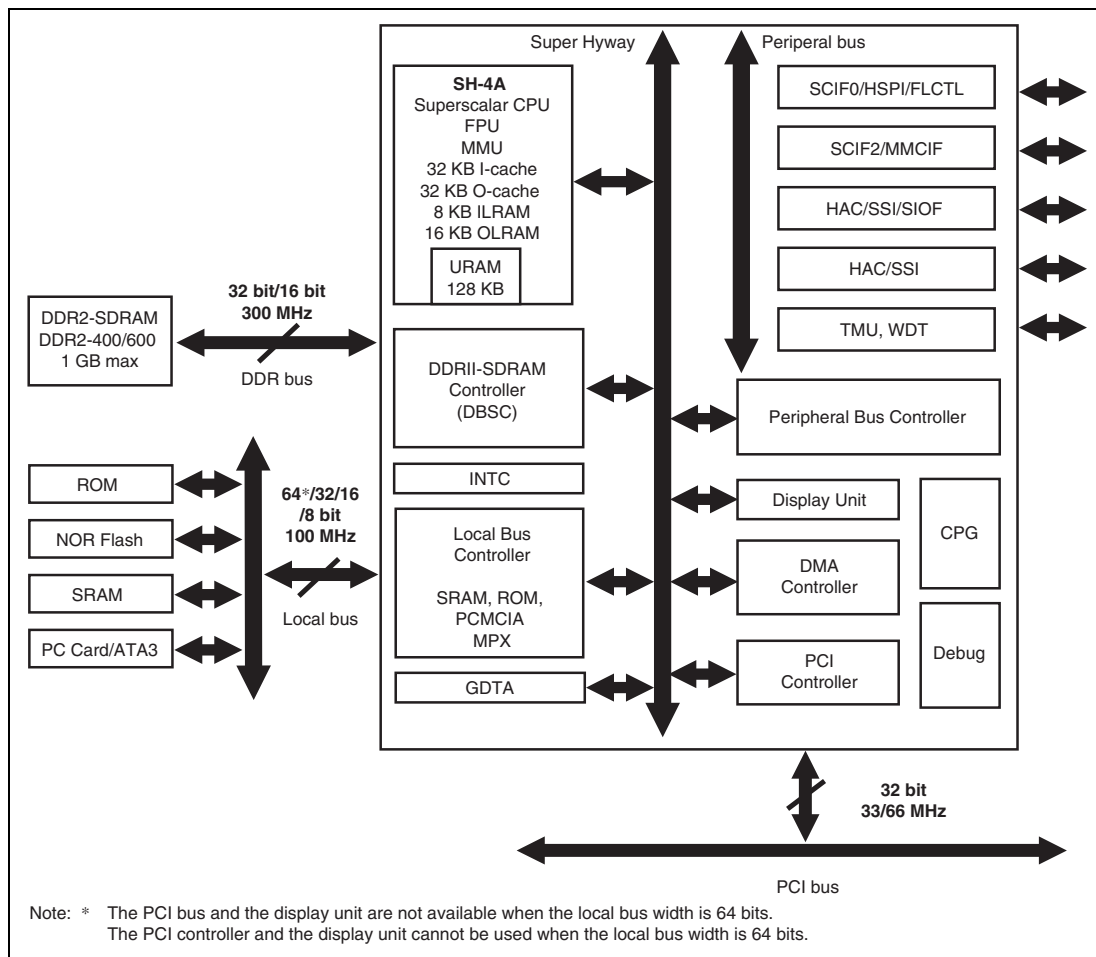 Super Hyway
Periperal bus
SH-4A
Superscalar CPU
FPU
MMU
32 KB I-cache
32 KB O-cache
8 KB ILRAM
16 KB OLRAM
URAM
128 KB
SCIF0/HSPI/FLCTL
SCIF2/MMCIF
HAC/SSI/SIOF
HAC/SSI
TMU, WDT
32 bit/16 bit
300 MHz
DDR2-SDRAM
DDR2-400/600
1 GB max
DDR bus
DDRII-SDRAM
Controller
(DBSC)
Peripheral Bus Controller
ROM
NOR Flash
SRAM
PC Card/ATA3
64*/32/16
/8 bit
100 MHz
Local bus
INTC
Local Bus
Controller
SRAM, ROM,
PCMCIA
MPX
GDTA
Display Unit
DMA
Controller
PCI
Controller
CPG
Debug
32 bit
33/66 MHz
PCI bus
Note: * The PCI bus and the display unit are not available when the local bus width is 64 bits.
The PCI controller and the display unit cannot be used when the local bus width is 64 bits.